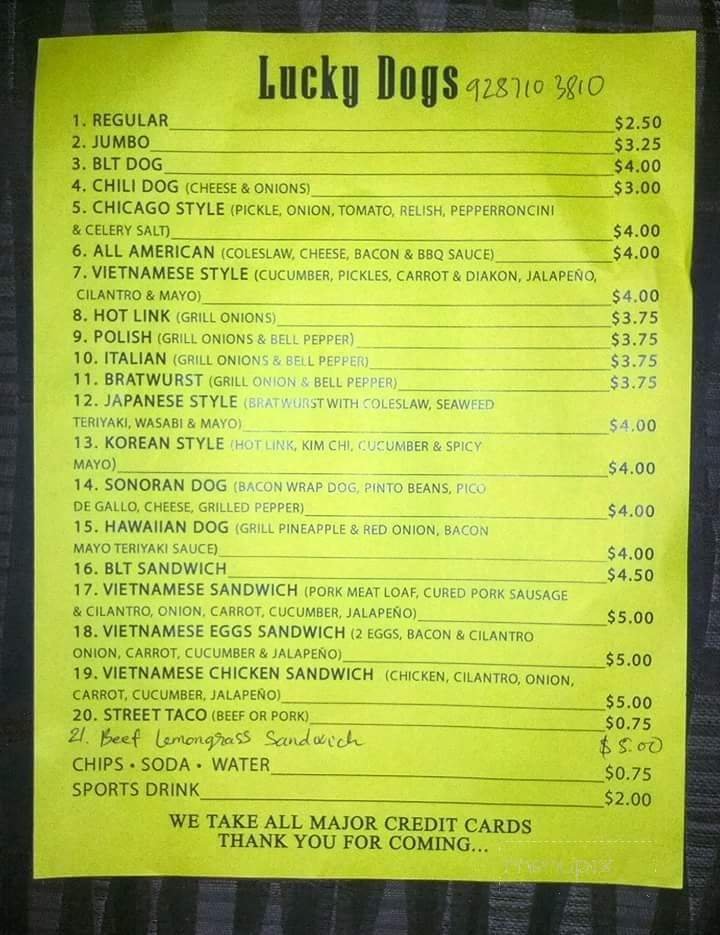 Lucky Dogs 928710 3810
1. REGULAR $2.50
2. JUMBO $3.25
3. BLT DOG $4.00
4. CHILI DOG (CHEESE & ONIONS) $3.00
5. CHICAGO STYLE (PICKLE, ONION, TOMATO, RELISH, PEPPERRONCINI
& CELERY SALT) $4.00
6. ALL AMERICAN (COLESLAW, CHEESE, BACON & BBQ SAUCE) $4.00
7. VIETNAMESE STYLE (CUCUMBER, PICKLES, CARROT & DIAKON, JALAPEÑO,
CILANTRO & MAYO) $4.00
8. HOT LINK (GRILL ONIONS) $3.75
9. POLISH (GRILL ONIONS & BELL PEPPER) $3.75
10. ITALIAN (GRILL ONIONS & BELL PEPPER) $3.75
11. BRATWURST (GRILL ONION & BELL PEPPER) $3.75
12. JAPANESE STYLE (BRATWURST WITH COLESLAW, SEAWEED
TERIYAKI, WASABI & MAYO) $4.00
13. KOREAN STYLE (HOT LINK, KIM CHI, CUCUMBER & SPICY
MAYO) $4.00
14. SONORAN DOG (BACON WRAP DOG, PINTO BEANS, PICO
DE GALLO, CHEESE, GRILLED PEPPER) $4.00
15. HAWAIIAN DOG (GRILL PINEAPPLE & RED ONION, BACON
MAYO TERIYAKI SAUCE) $4.00
16. BLT SANDWICH $4.50
17. VIETNAMESE SANDWICH (PORK MEAT LOAF, CURED PORK SAUSAGE
& CILANTRO, ONION, CARROT, CUCUMBER, JALAPEÑO) $5.00
18. VIETNAMESE EGGS SANDWICH (2 EGGS, BACON & CILANTRO
ONION, CARROT, CUCUMBER & JALAPEÑO) $5.00
19. VIETNAMESE CHICKEN SANDWICH (CHICKEN, CILANTRO, ONION,
CARROT, CUCUMBER, JALAPEÑO) $5.00
20. STREET TACO (BEEF OR PORK) $0.75
21. Beef Lemongrass Sandwich $5.00
CHIPS • SODA • WATER $0.75
SPORTS DRINK $2.00
WE TAKE ALL MAJOR CREDIT CARDS
THANK YOU FOR COMING...
menupix